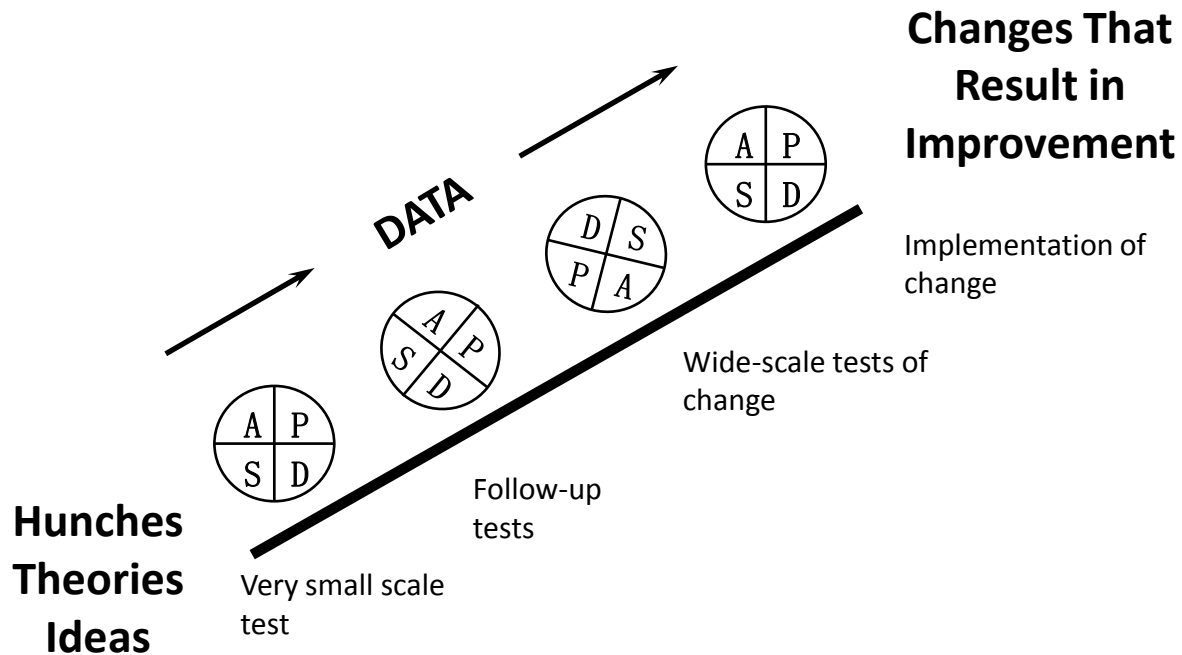 Changes That
Result in
Improvement
A P
S D
DATA
D S
P A
Implementation of
change
A P
S D
Wide-scale tests of
change
A P
S D
Follow-up
tests
Hunches
Theories
Ideas
Very small scale
test